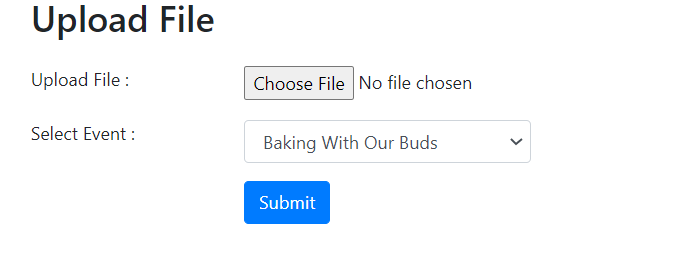 Upload File
Upload File : Choose File No file chosen
Select Event : Baking With Our Buds
Submit